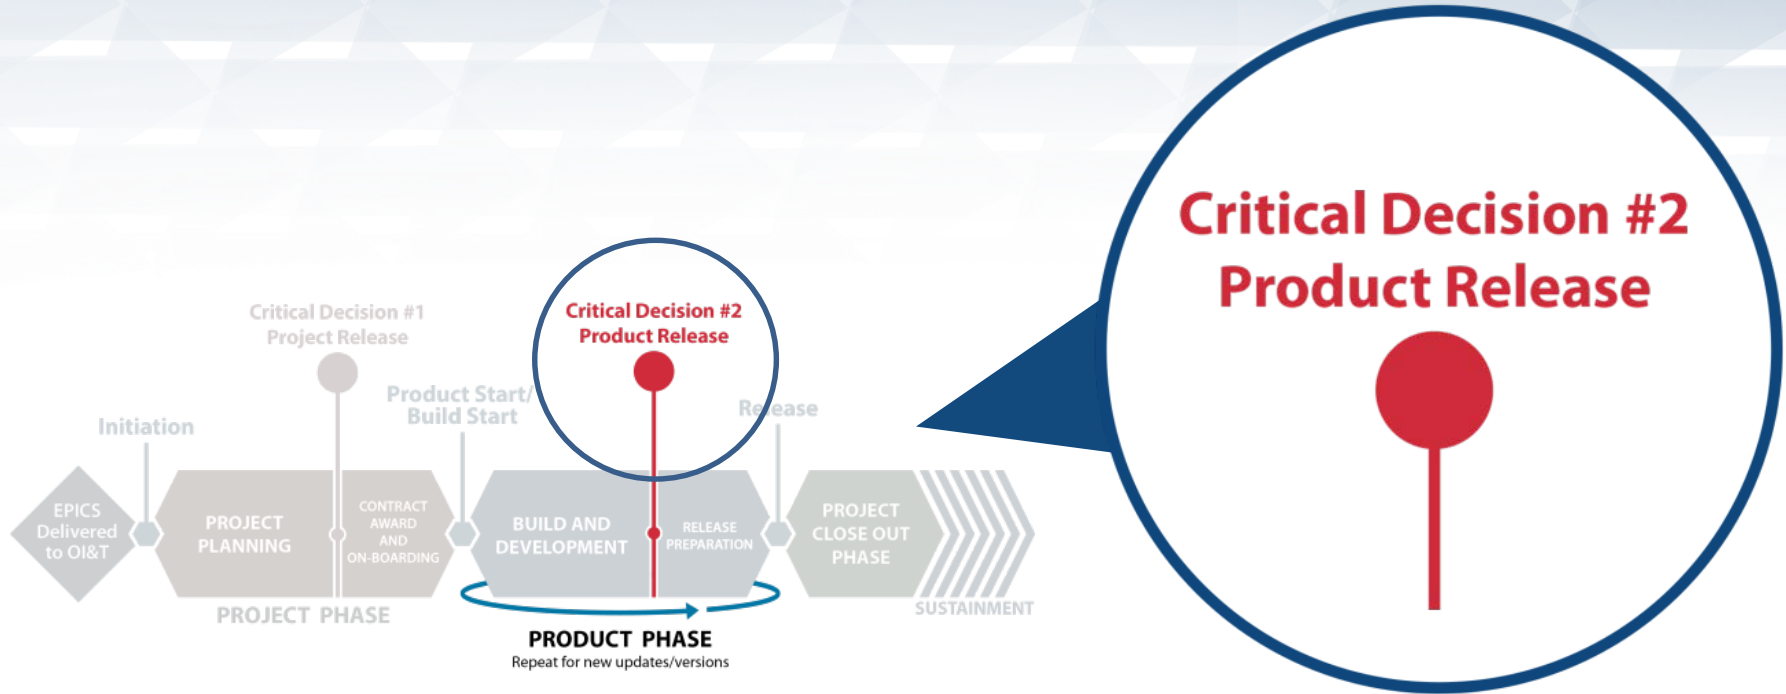 Critical Decision #1
Project Release
Critical Decision #2
Product Release
Critical Decision #2
Product Release
Initiation
Product Start/
Build Start
Release
EPICS
Delivered
to OI&T
PROJECT
PLANNING
CONTRACT
AWARD
AND
ON-BOARDING
BUILD AND
DEVELOPMENT
RELEASE
PREPARATION
PROJECT
CLOSE OUT
PHASE
SUSTAINMENT
PROJECT PHASE
PRODUCT PHASE
Repeat for new updates/versions